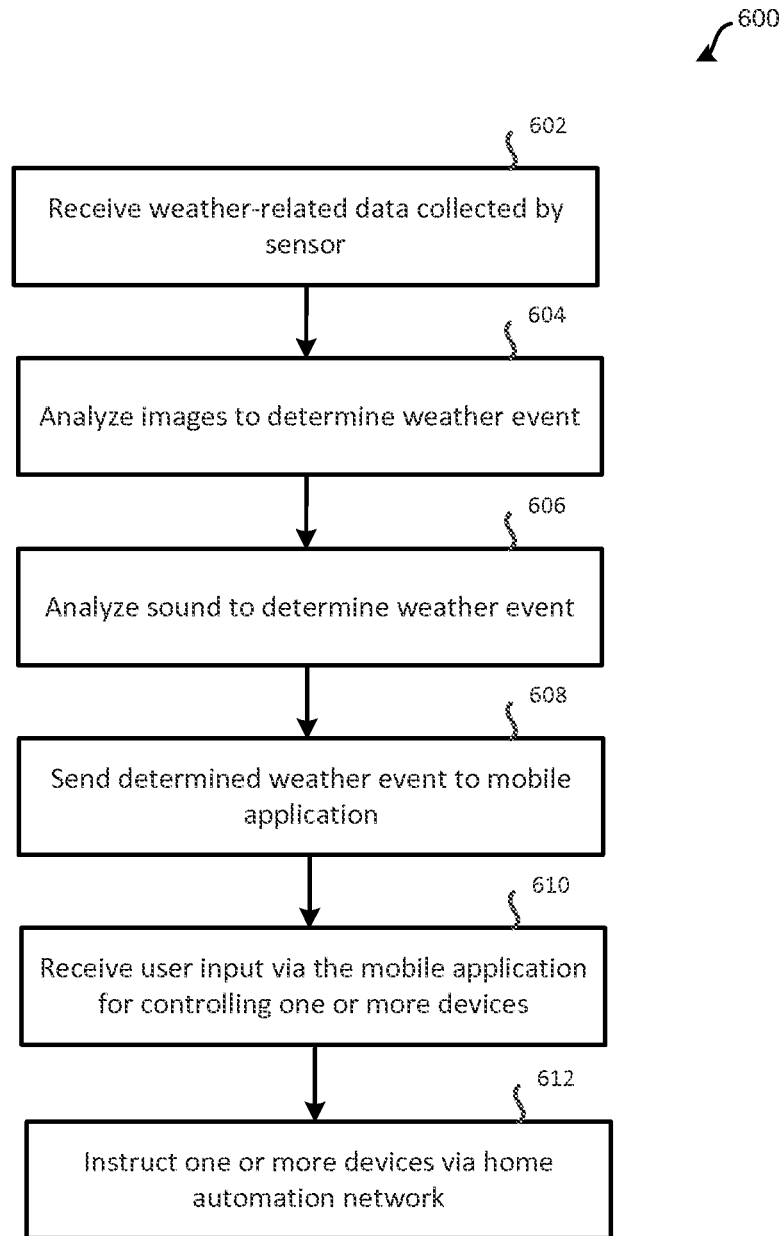 600
602
Receive weather-related data collected by
sensor
604
Analyze images to determine weather event
606
Analyze sound to determine weather event
608
Send determined weather event to mobile
application
610
Receive user input via the mobile application
for controlling one or more devices
612
Instruct one or more devices via home
automation network